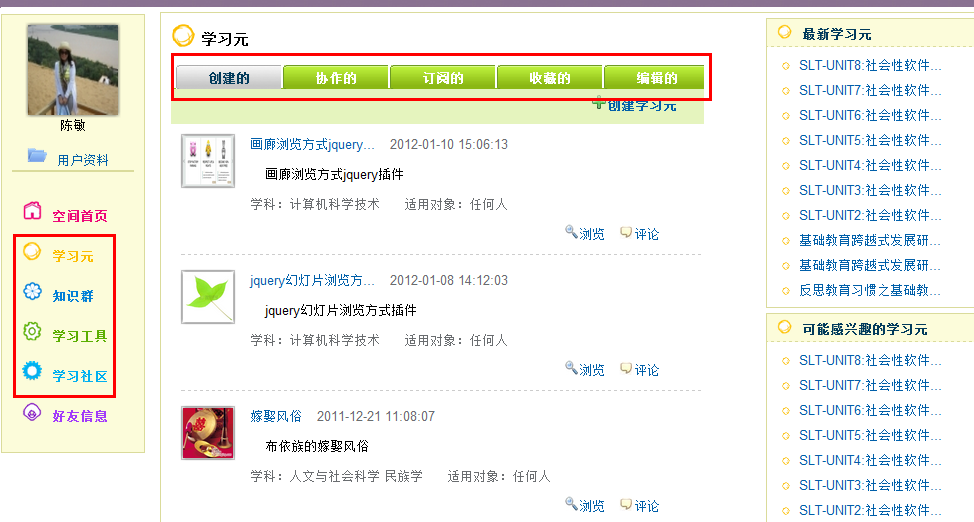 陈敏
用户资料
空间首页
学习元
知识群
学习工具
学习社区
好友信息
学习元
创建的 协作的 订阅的 收藏的 编辑的
创建学习元
画廊浏览方式jquery... 2012-01-10 15:06:13
画廊浏览方式jquery插件
学科：计算机科学技术 适用对象：任何人
浏览 评论
jquery幻灯片浏览方... 2012-01-08 14:12:03
jquery幻灯片浏览方式插件
学科：计算机科学技术 适用对象：任何人
浏览 评论
嫁娶风俗 2011-12-21 11:08:07
布依族的嫁娶风俗
学科：人文与社会科学 民族学 适用对象：任何人
浏览 评论
最新学习元
SLT-UNIT8:社会性软件...
SLT-UNIT7:社会性软件...
SLT-UNIT6:社会性软件...
SLT-UNIT5:社会性软件...
SLT-UNIT4:社会性软件...
SLT-UNIT3:社会性软件...
SLT-UNIT2:社会性软件...
基础教育跨越式发展研...
基础教育跨越式发展研...
反思教育习惯之基础教...
可能感兴趣的学习元
SLT-UNIT8:社会性软件...
SLT-UNIT7:社会性软件...
SLT-UNIT6:社会性软件...
SLT-UNIT5:社会性软件...
SLT-UNIT4:社会性软件...
SLT-UNIT3:社会性软件...
SLT-UNIT2:社会性软件...